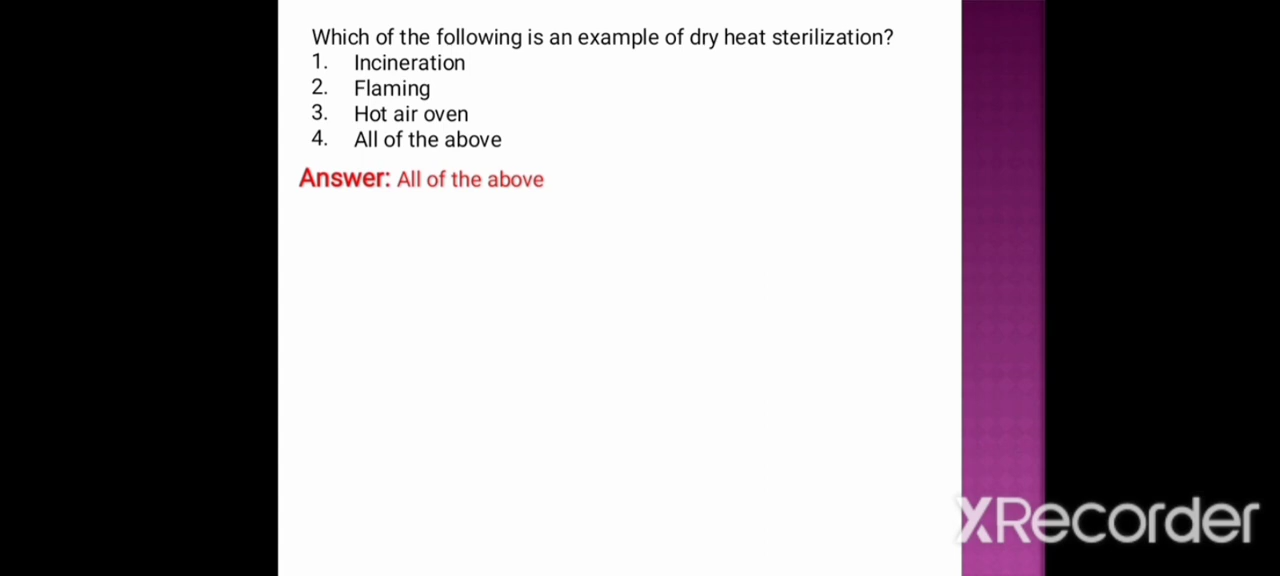 Which of the following is an example of dry heat sterilization?
1. Incineration
2. Flaming
3. Hot air oven
4. All of the above
Answer: All of the above
XRecorder